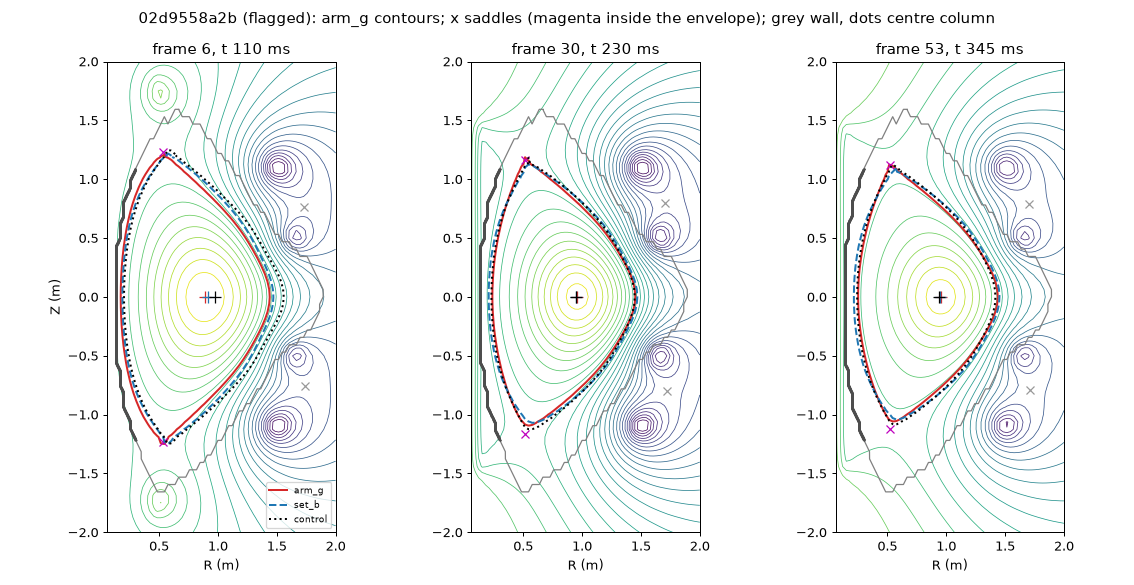 02d9558a2b (flagged): arm_g contours; x saddles (magenta inside the envelope); grey wall, dots centre column
frame 6, t 110 ms
frame 30, t 230 ms
frame 53, t 345 ms
Z (m)
2.0
1.5
1.0
0.5
0.0
−0.5
−1.0
−1.5
−2.0
2.0
1.5
1.0
0.5
0.0
−0.5
−1.0
−1.5
−2.0
2.0
1.5
1.0
0.5
0.0
−0.5
−1.0
−1.5
−2.0
arm_g
set_b
control
0.5 1.0 1.5 2.0
0.5 1.0 1.5 2.0
0.5 1.0 1.5 2.0
R (m)
R (m)
R (m)